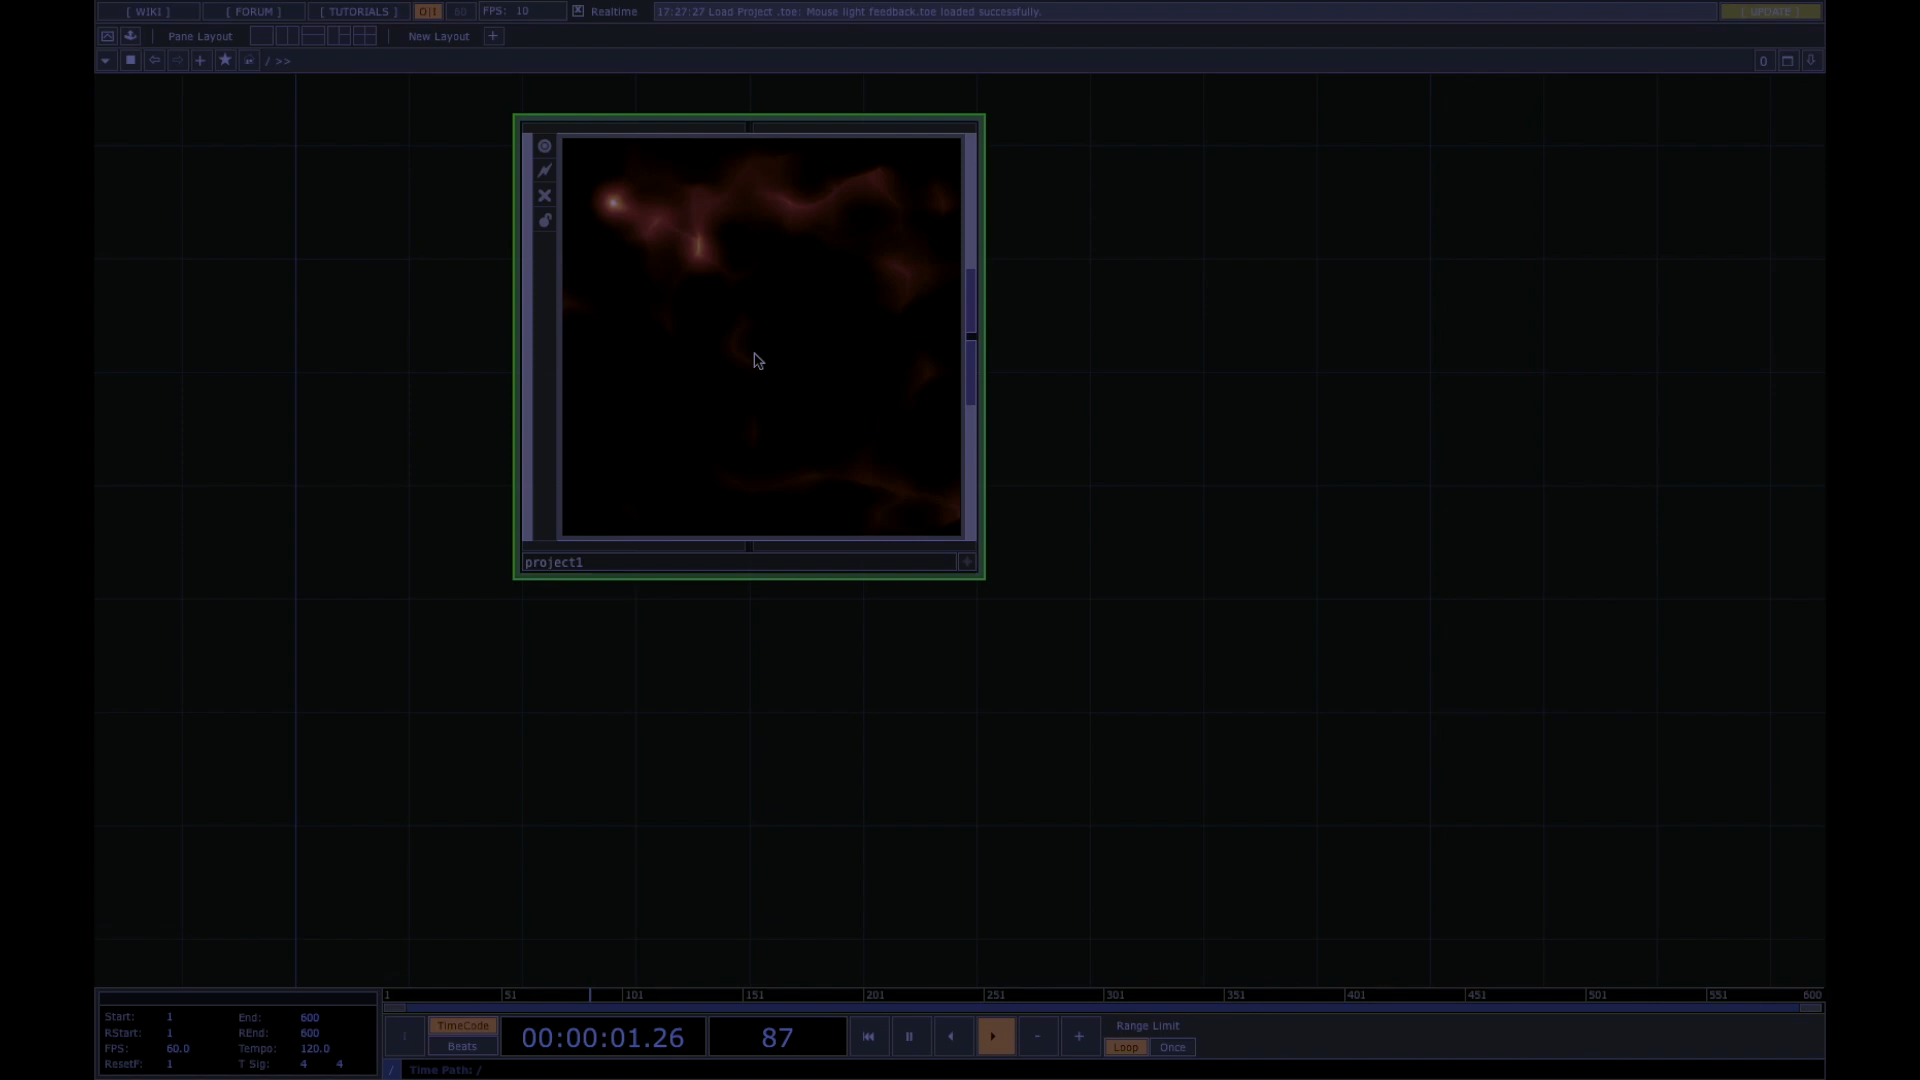 [ WIKI ] [ FORUM ] [ TUTORIALS ] O|I 60 FPS: 10 Realtime 17:27:27 Load Project .toe: Mouse light feedback.toe loaded successfully. [ UPDATE ]
Pane Layout New Layout +
/ >> 0
project1
1 51 101 151 201 251 301 351 401 451 501 551 600
Start: 1 End: 600
RStart: 1 REnd: 600
FPS: 60.0 Tempo: 120.0
ResetF: 1 T Sig: 4 4
TimeCode
Beats
00:00:01.26 87
- +
Range Limit
Loop Once
/ Time Path: /